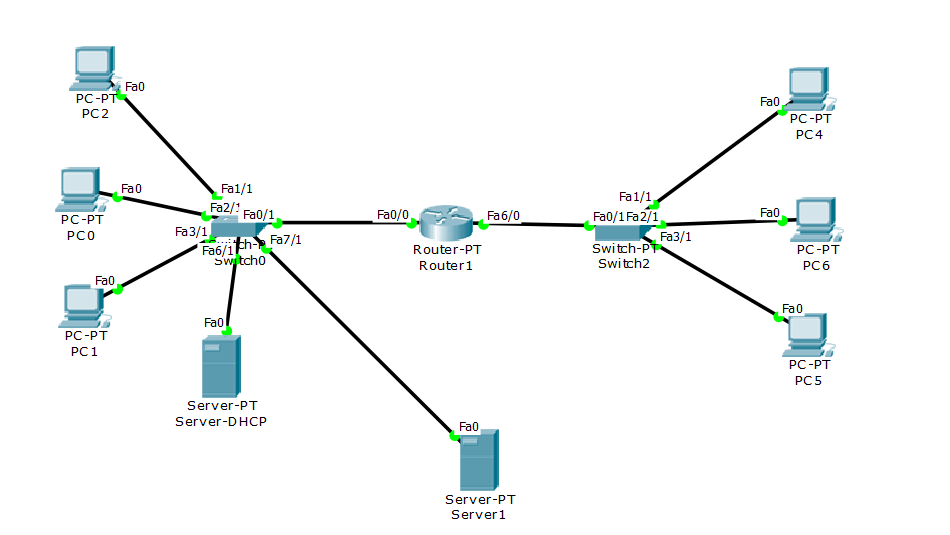 Fa0
PC-PT
PC2
Fa0
PC-PT
PC0
Fa0
PC-PT
PC1
Fa1/1
Fa2/1
Fa0/1
Fa3/1
Fa6/1
Fa7/1
Switch0
Fa0
Server-PT
Server-DHCP
Fa0
Server-PT
Server1
Fa0/0
Fa6/0
Router-PT
Router1
Fa1/1
Fa0/1
Fa2/1
Fa3/1
Switch-PT
Switch2
Fa0
PC-PT
PC4
Fa0
PC-PT
PC6
Fa0
PC-PT
PC5